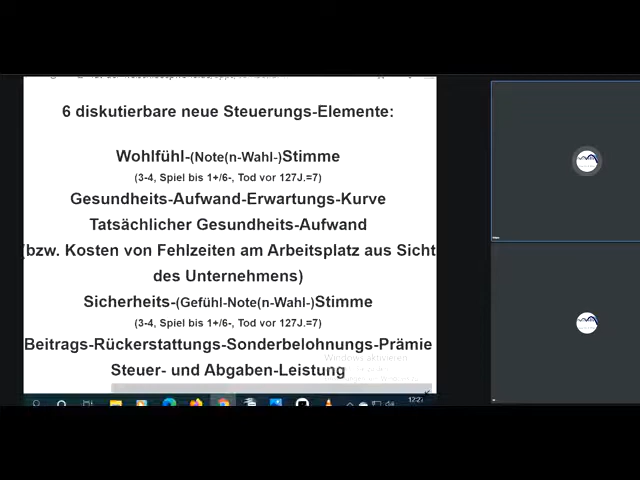 6 diskutierbare neue Steuerungs-Elemente:
Wohlfühl-(Note(n-Wahl-)Stimme
(3-4, Spiel bis 1+/6-, Tod vor 127J.=7)
Gesundheits-Aufwand-Erwartungs-Kurve
Tatsächlicher Gesundheits-Aufwand
(bzw. Kosten von Fehlzeiten am Arbeitsplatz aus Sicht
des Unternehmens)
Sicherheits-(Gefühl-Note(n-Wahl-)Stimme
(3-4, Spiel bis 1+/6-, Tod vor 127J.=7)
Beitrags-Rückerstattungs-Sonderbelohnungs-Prämie
Windows aktivieren
Steuer- und Abgaben-Leistung